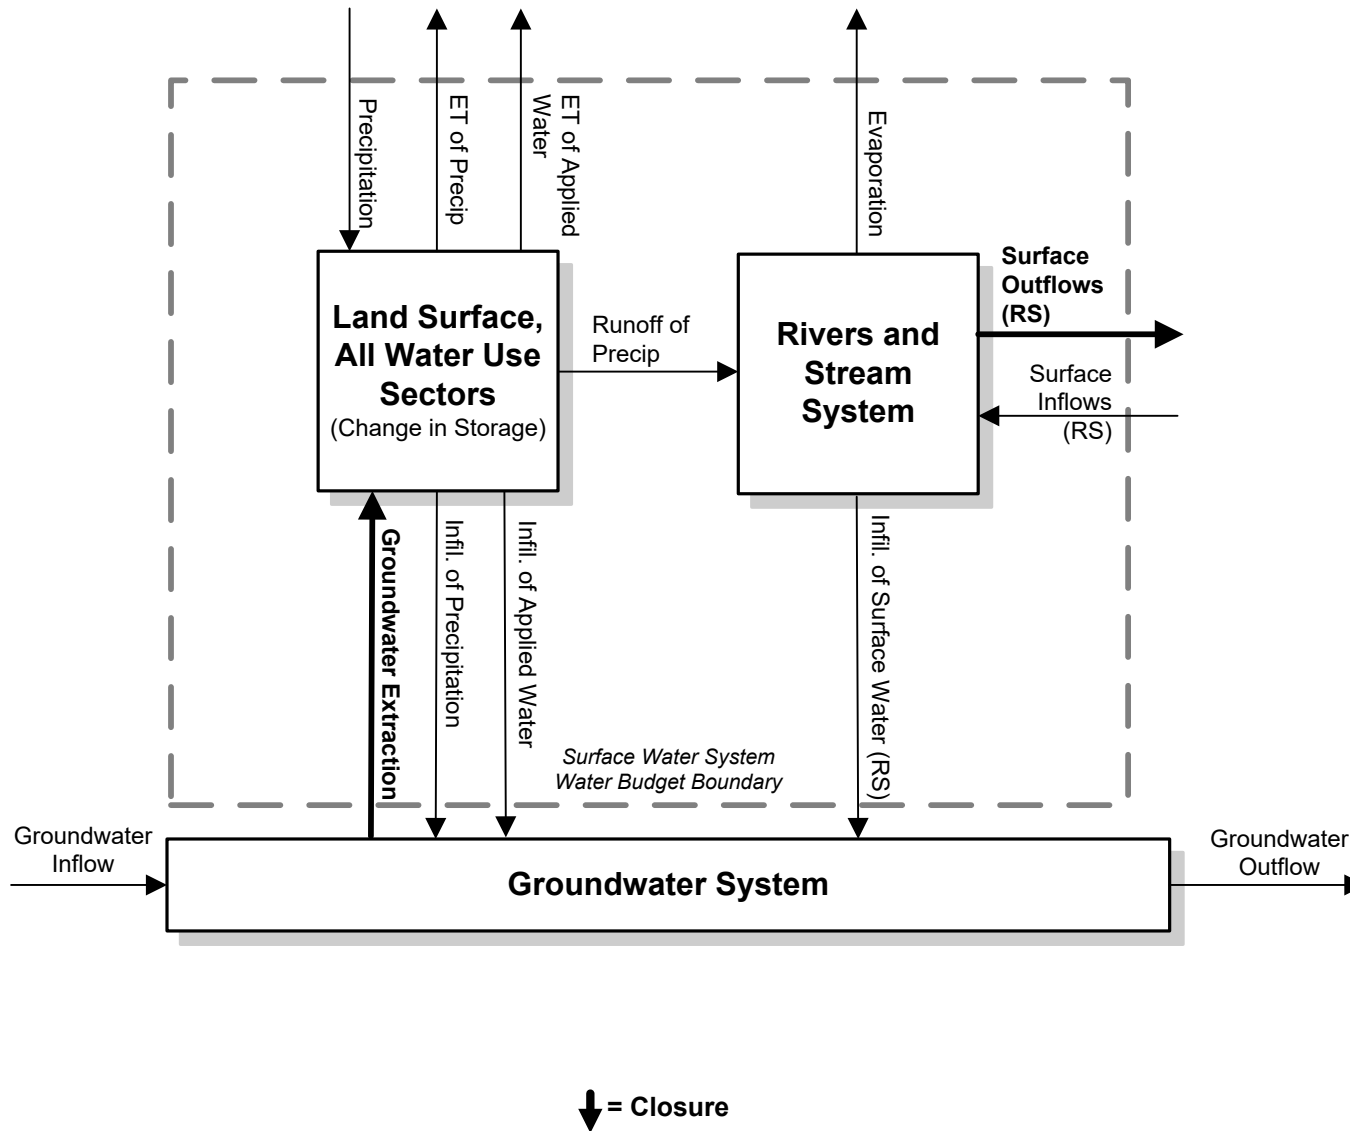 Precipitation
ET of Precip
ET of Applied
Water
Evaporation
Surface
Outflows
(RS)
Land Surface,
All Water Use
Sectors
(Change in Storage)
Runoff of
Precip
Rivers and
Stream
System
Surface
Inflows
(RS)
Groundwater Extraction
Infil. of Precipitation
Infil. of Applied Water
Infil. of Surface Water (RS)
Surface Water System
Water Budget Boundary
Groundwater
Inflow
Groundwater System
Groundwater
Outflow
= Closure